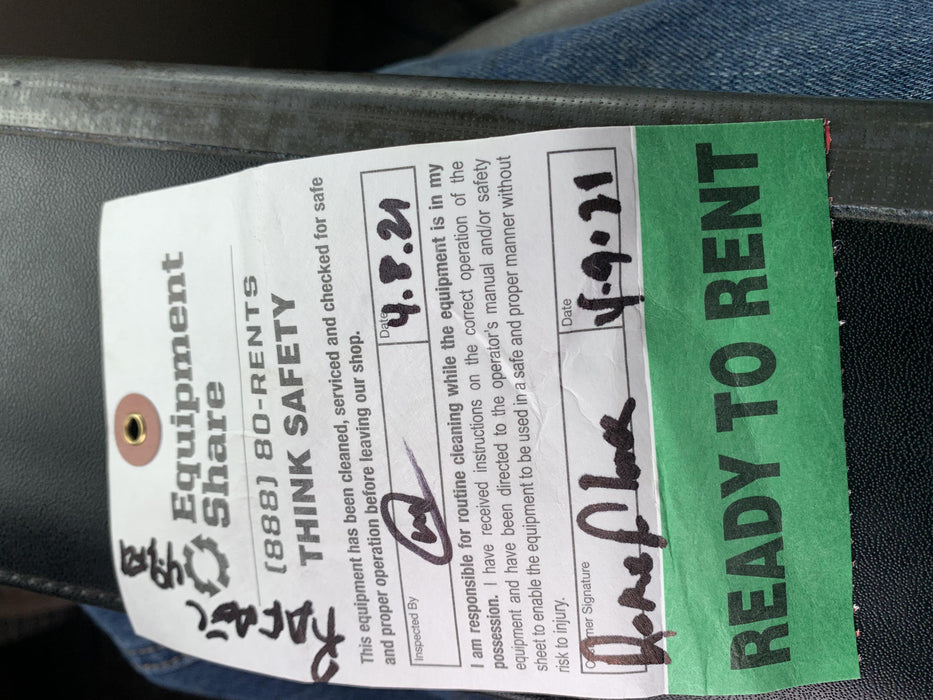 Equipment
Share
(888) 80-RENTS
THINK SAFETY
This equipment has been cleaned, serviced and checked for safe
and proper operation before leaving our shop.
Inspected By
Date
4.8.21
I am responsible for routine cleaning while the equipment is in my
possession. I have received instructions on the correct operation of the
equipment and have been directed to the operator's manual and/or safety
sheet to enable the equipment to be used in a safe and proper manner without
risk to injury.
Customer Signature
Date
4.9.21
READY TO RENT